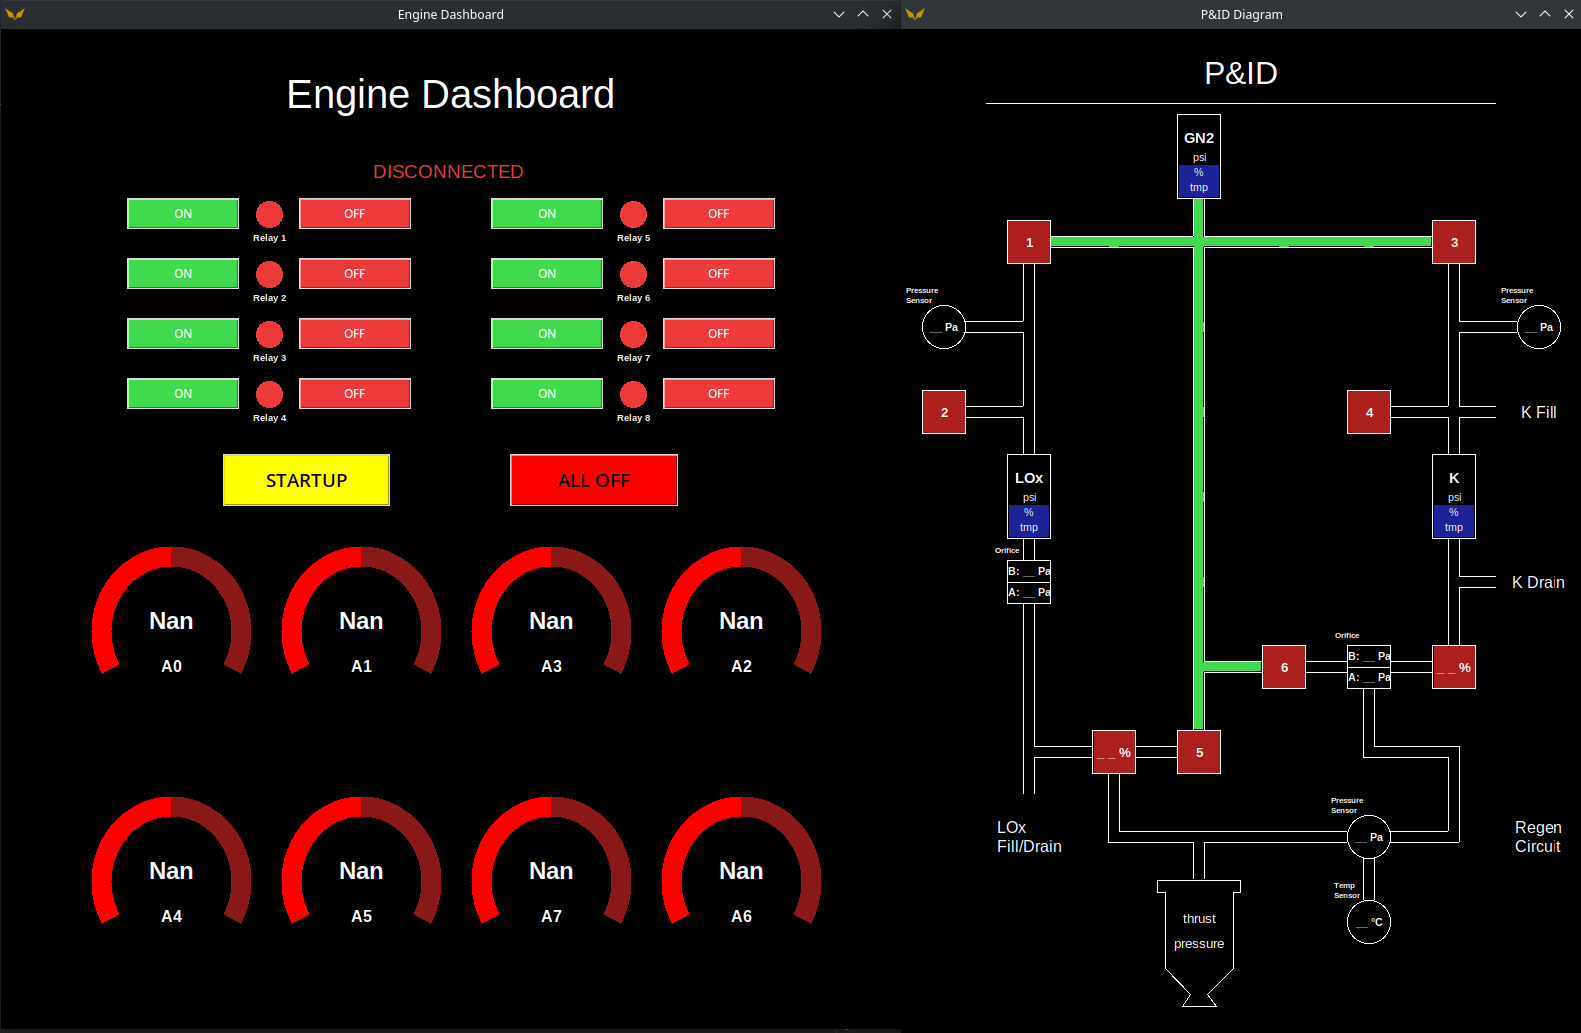 Engine Dashboard
Engine Dashboard
DISCONNECTED
ON
OFF
Relay 1
ON
OFF
Relay 5
ON
OFF
Relay 2
ON
OFF
Relay 6
ON
OFF
Relay 3
ON
OFF
Relay 7
ON
OFF
Relay 4
ON
OFF
Relay 8
STARTUP
ALL OFF
Nan
A0
Nan
A1
Nan
A3
Nan
A2
Nan
A4
Nan
A5
Nan
A7
Nan
A6
P&ID Diagram
P&ID
GN2
psi
%
tmp
1
3
Pressure
Sensor
__ Pa
Pressure
Sensor
__ Pa
2
4
K Fill
LOx
psi
%
tmp
K
psi
%
tmp
Orifice
B: __ Pa
A: __ Pa
K Drain
6
Orifice
B: __ Pa
A: __ Pa
_ _ %
_ _ %
5
LOx
Fill/Drain
Pressure
Sensor
__ Pa
Regen
Circuit
Temp
Sensor
__ °C
thrust
pressure